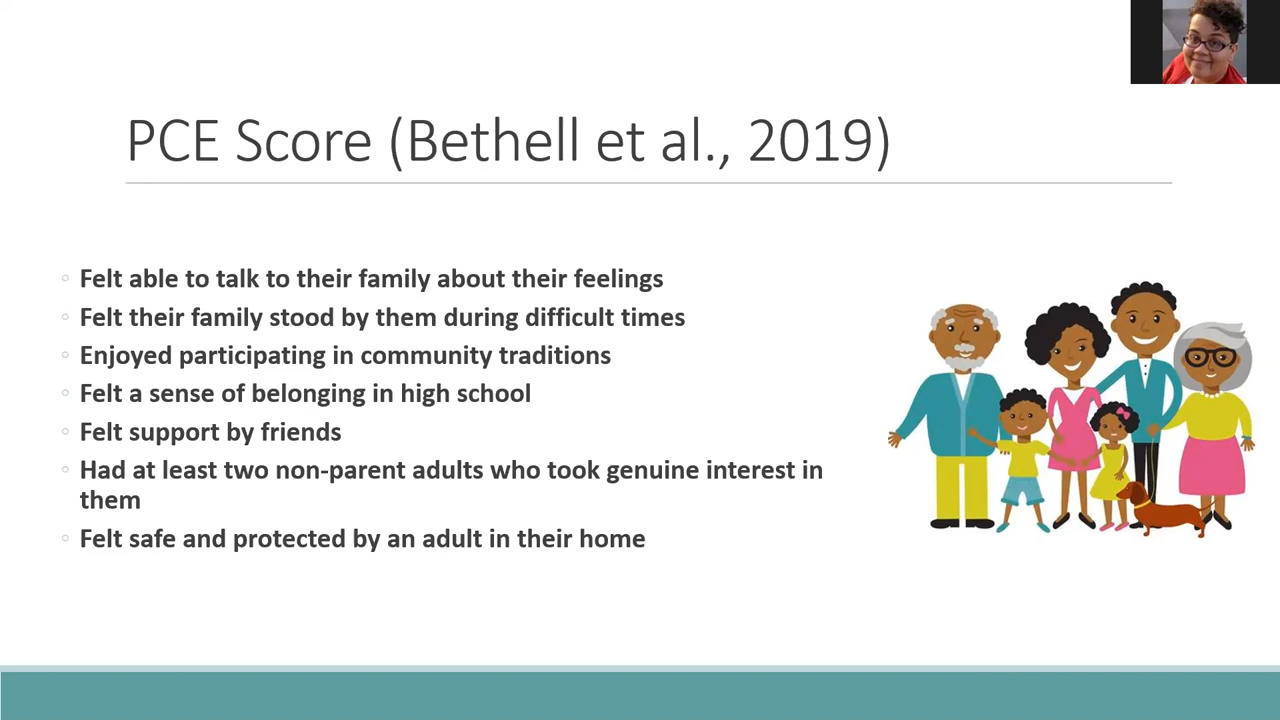 PCE Score (Bethell et al., 2019)
Felt able to talk to their family about their feelings
Felt their family stood by them during difficult times
Enjoyed participating in community traditions
Felt a sense of belonging in high school
Felt support by friends
Had at least two non-parent adults who took genuine interest in
them
Felt safe and protected by an adult in their home